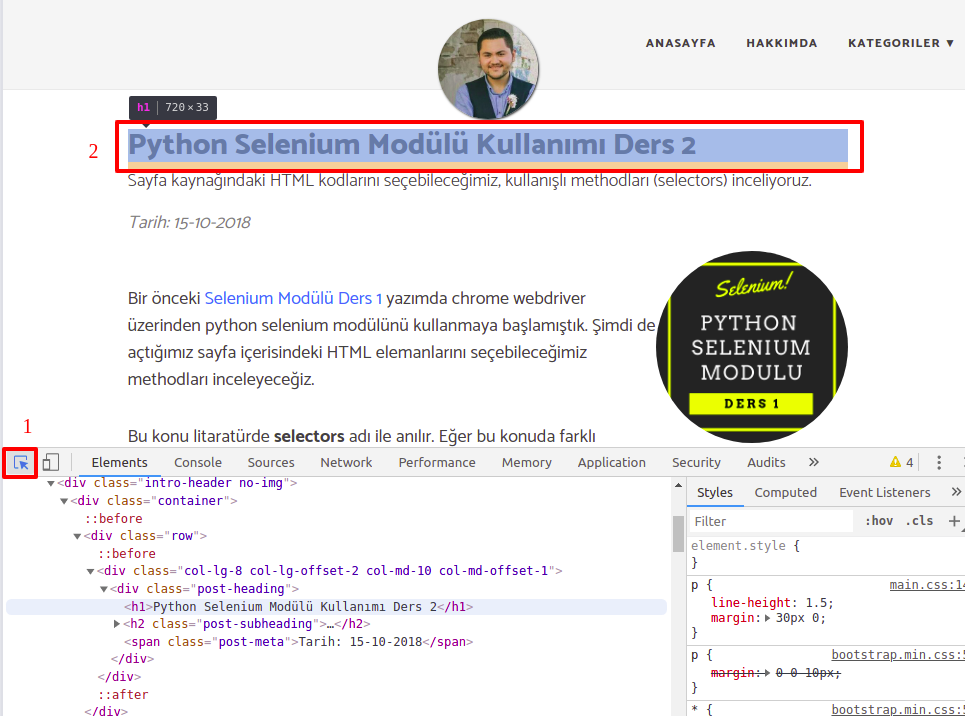 ANASAYFA HAKKIMDA KATEGORILER ▼
h1 720 × 33
2
Python Selenium Modülü Kullanımı Ders 2
Sayfa kaynağındaki HTML kodlarını seçebileceğimiz, kullanışlı methodları (selectors) inceliyoruz.
Tarih: 15-10-2018
Bir önceki Selenium Modülü Ders 1 yazımda chrome webdriver
üzerinden python selenium modülünü kullanmaya başlamıştık. Şimdi de
açtığımız sayfa içerisindeki HTML elemanlarını seçebileceğimiz
methodları inceleyeceğiz.
Selenium!
PYTHON
SELENIUM
MODULU
DERS 1
Bu konu litaratürde selectors adı ile anılır. Eğer bu konuda farklı
1
Elements Console Sources Network Performance Memory Application Security Audits » 4
<div class="intro-header no-img">
<div class="container">
::before
<div class="row">
::before
<div class="col-lg-8 col-lg-offset-2 col-md-10 col-md-offset-1">
<div class="post-heading">
<h1>Python Selenium Modülü Kullanımı Ders 2</h1>
<h2 class="post-subheading">…</h2>
<span class="post-meta">Tarih: 15-10-2018</span>
</div>
</div>
::after
</div>
Styles Computed Event Listeners »
Filter :hov .cls +
element.style {
}
p { main.css:14
line-height: 1.5;
margin: 30px 0;
}
p { bootstrap.min.css:5
margin: 0 0 10px;
}
* { bootstrap.min.css:5